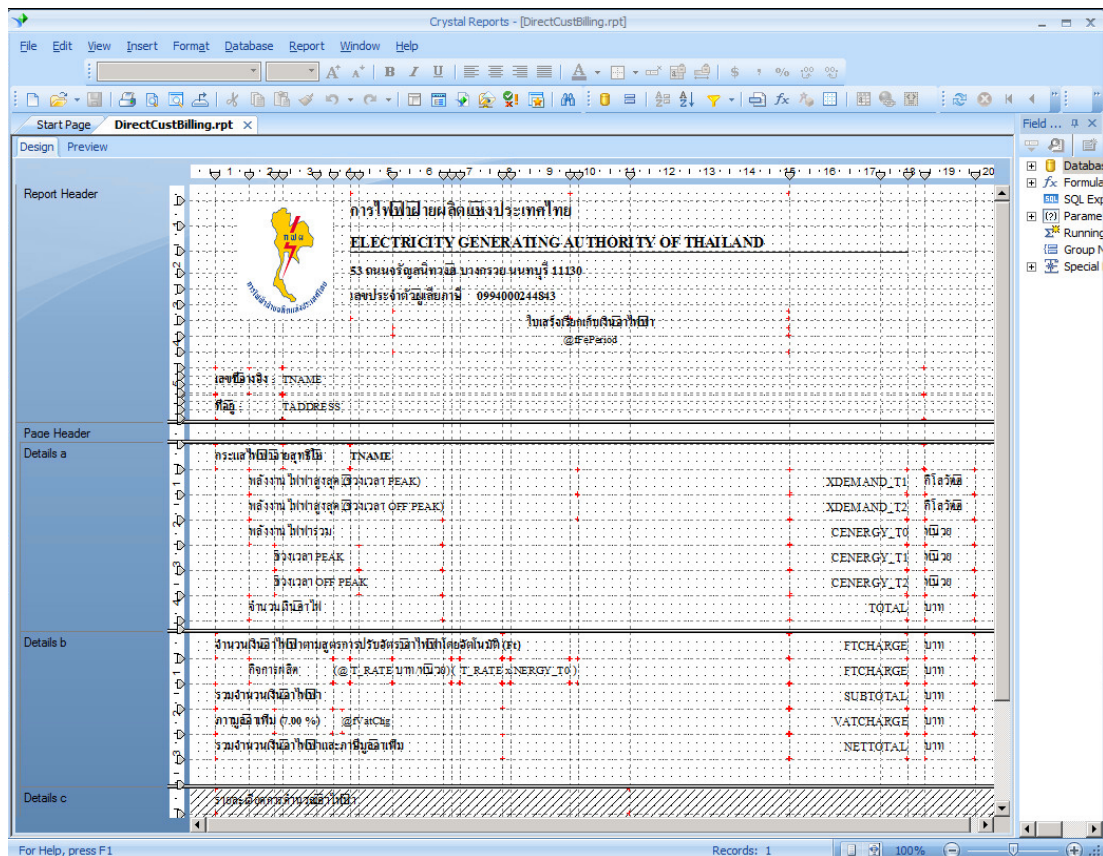 Crystal Reports - [DirectCustBilling.rpt]
File Edit View Insert Format Database Report Window Help
Start Page DirectCustBilling.rpt
Field ...
Design Preview
Databas
Formula
SQL Exp
Parame
Running
Group N
Special
Report Header
การไฟฟ้าฝ่ายผลิตแห่งประเทศไทย
ELECTRICITY GENERATING AUTHORITY OF THAILAND
53 ถนนจรัญสนิทวงศ์ บางกรวย นนทบุรี 11130
เลขประจำตัวผู้เสียภาษี 0994000244843
ใบเสร็จเรียกเก็บเงินค่าไฟฟ้า
@fFePeriod
เลขที่อ้างอิง : TNAME
ที่อยู่ : TADDRESS
Page Header
Details a
TNAME
พลังงานไฟฟ้าสูงสุด (ช่วงเวลา PEAK) XDEMAND_T1 กิโลวัตต์
พลังงานไฟฟ้าสูงสุด (ช่วงเวลา OFF PEAK) XDEMAND_T2 กิโลวัตต์
พลังงานไฟฟ้ารวม CENERGY_T0 หน่วย
ช่วงเวลา PEAK CENERGY_T1 หน่วย
ช่วงเวลา OFF PEAK CENERGY_T2 หน่วย
จำนวนเงินค่าไฟ TOTAL บาท
Details b
จำนวนเงินค่าไฟฟ้าตามสูตรการปรับอัตราค่าไฟฟ้าโดยอัตโนมัติ (Ft) FTCHARGE บาท
กิจการผลิต (@T_RATE บาท/หน่วย)( T_RATE x NERGY_T0 ) FTCHARGE บาท
รวมจำนวนเงินค่าไฟฟ้า SUBTOTAL บาท
ภาษีมูลค่าเพิ่ม (7.00 %) @fVatChg VATCHARGE บาท
รวมจำนวนเงินค่าไฟฟ้าและภาษีมูลค่าเพิ่ม NETTOTAL บาท
Details c
รายละเอียดการคำนวณค่าไฟฟ้า
For Help, press F1
Records: 1
100%